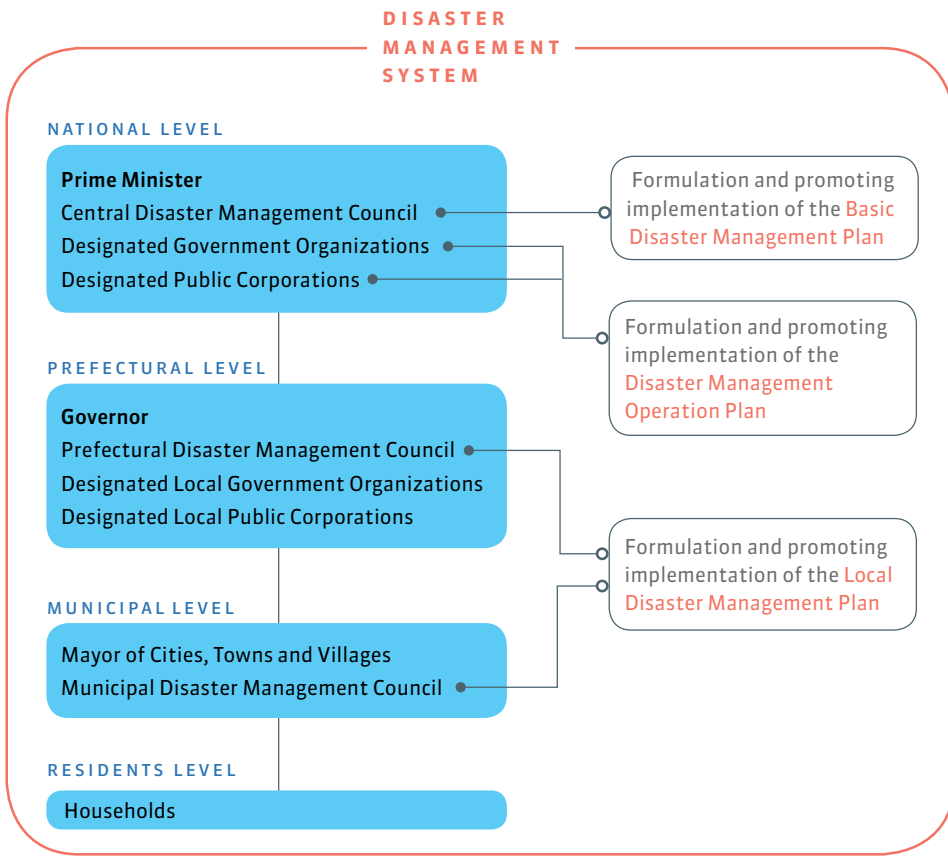 DISASTER
MANAGEMENT
SYSTEM
NATIONAL LEVEL
Prime Minister
Central Disaster Management Council
Designated Government Organizations
Designated Public Corporations
Formulation and promoting
implementation of the Basic
Disaster Management Plan
Formulation and promoting
implementation of the
Disaster Management
Operation Plan
PREFECTURAL LEVEL
Governor
Prefectural Disaster Management Council
Designated Local Government Organizations
Designated Local Public Corporations
Formulation and promoting
implementation of the Local
Disaster Management Plan
MUNICIPAL LEVEL
Mayor of Cities, Towns and Villages
Municipal Disaster Management Council
RESIDENTS LEVEL
Households